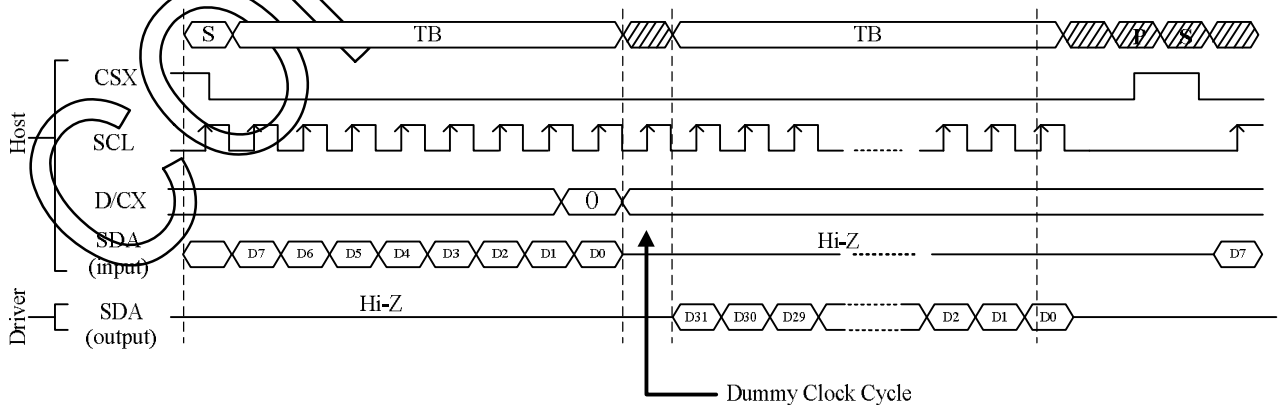 S TB TB P S
Host
CSX
SCL
D/CX 0
SDA
(input) D7 D6 D5 D4 D3 D2 D1 D0 Hi-Z D7
Driver
SDA
(output) Hi-Z D31 D30 D29 D2 D1 D0
Dummy Clock Cycle